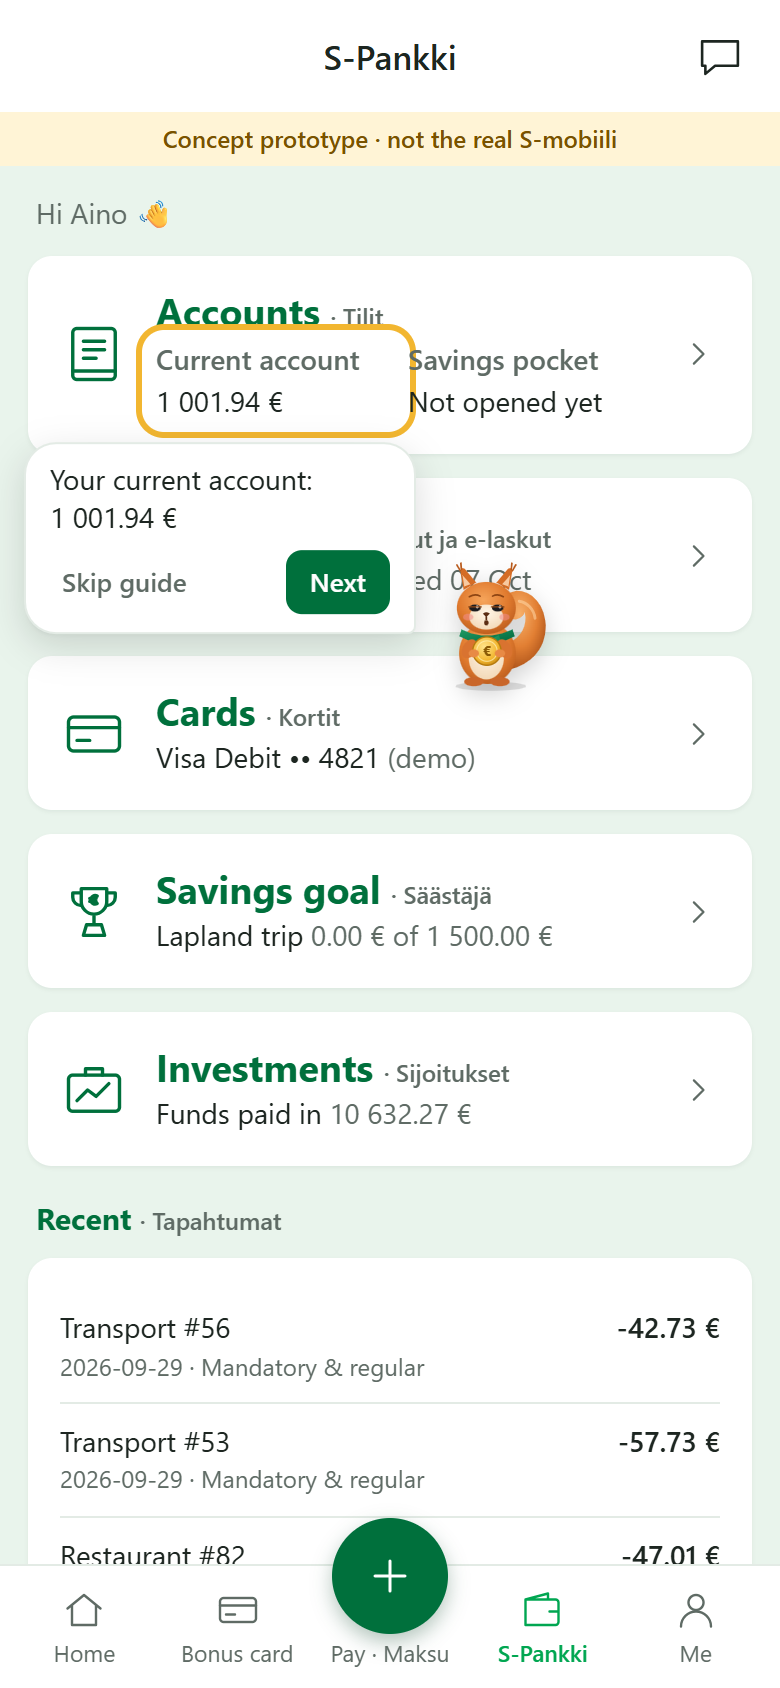 S-Pankki
Concept prototype · not the real S-mobiili
Hi Aino 👋
Accounts · Tilit
Current account
1 001.94 €
Savings pocket
Not opened yet
Your current account:
1 001.94 €
Skip guide
Next
ja e-laskut
07
Cards · Kortit
Visa Debit •• 4821 (demo)
Savings goal · Säästäjä
Lapland trip 0.00 € of 1 500.00 €
Investments · Sijoitukset
Funds paid in 10 632.27 €
Recent · Tapahtumat
Transport #56
-42.73 €
2026-09-29 · Mandatory & regular
Transport #53
-57.73 €
2026-09-29 · Mandatory & regular
Restaurant #82
-47.01 €
Home
Bonus card
Pay · Maksu
S-Pankki
Me